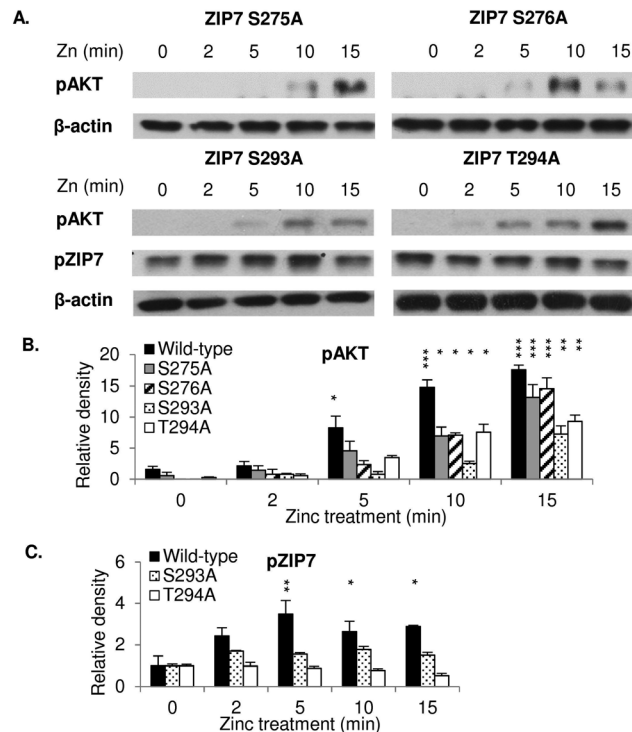 A.
ZIP7 S275A ZIP7 S276A
Zn (min) 0 2 5 10 15 0 2 5 10 15
pAKT
β-actin
ZIP7 S293A ZIP7 T294A
Zn (min) 0 2 5 10 15 0 2 5 10 15
pAKT
pZIP7
β-actin
B.
pAKT
Wild-type
S275A
S276A
S293A
T294A
* *** * * * * *** *** *** ** **
Relative density
20
15
10
5
0
0 2 5 10 15
Zinc treatment (min)
C.
pZIP7
Wild-type
S293A
T294A
** * *
Relative density
6
4
2
0
0 2 5 10 15
Zinc treatment (min)